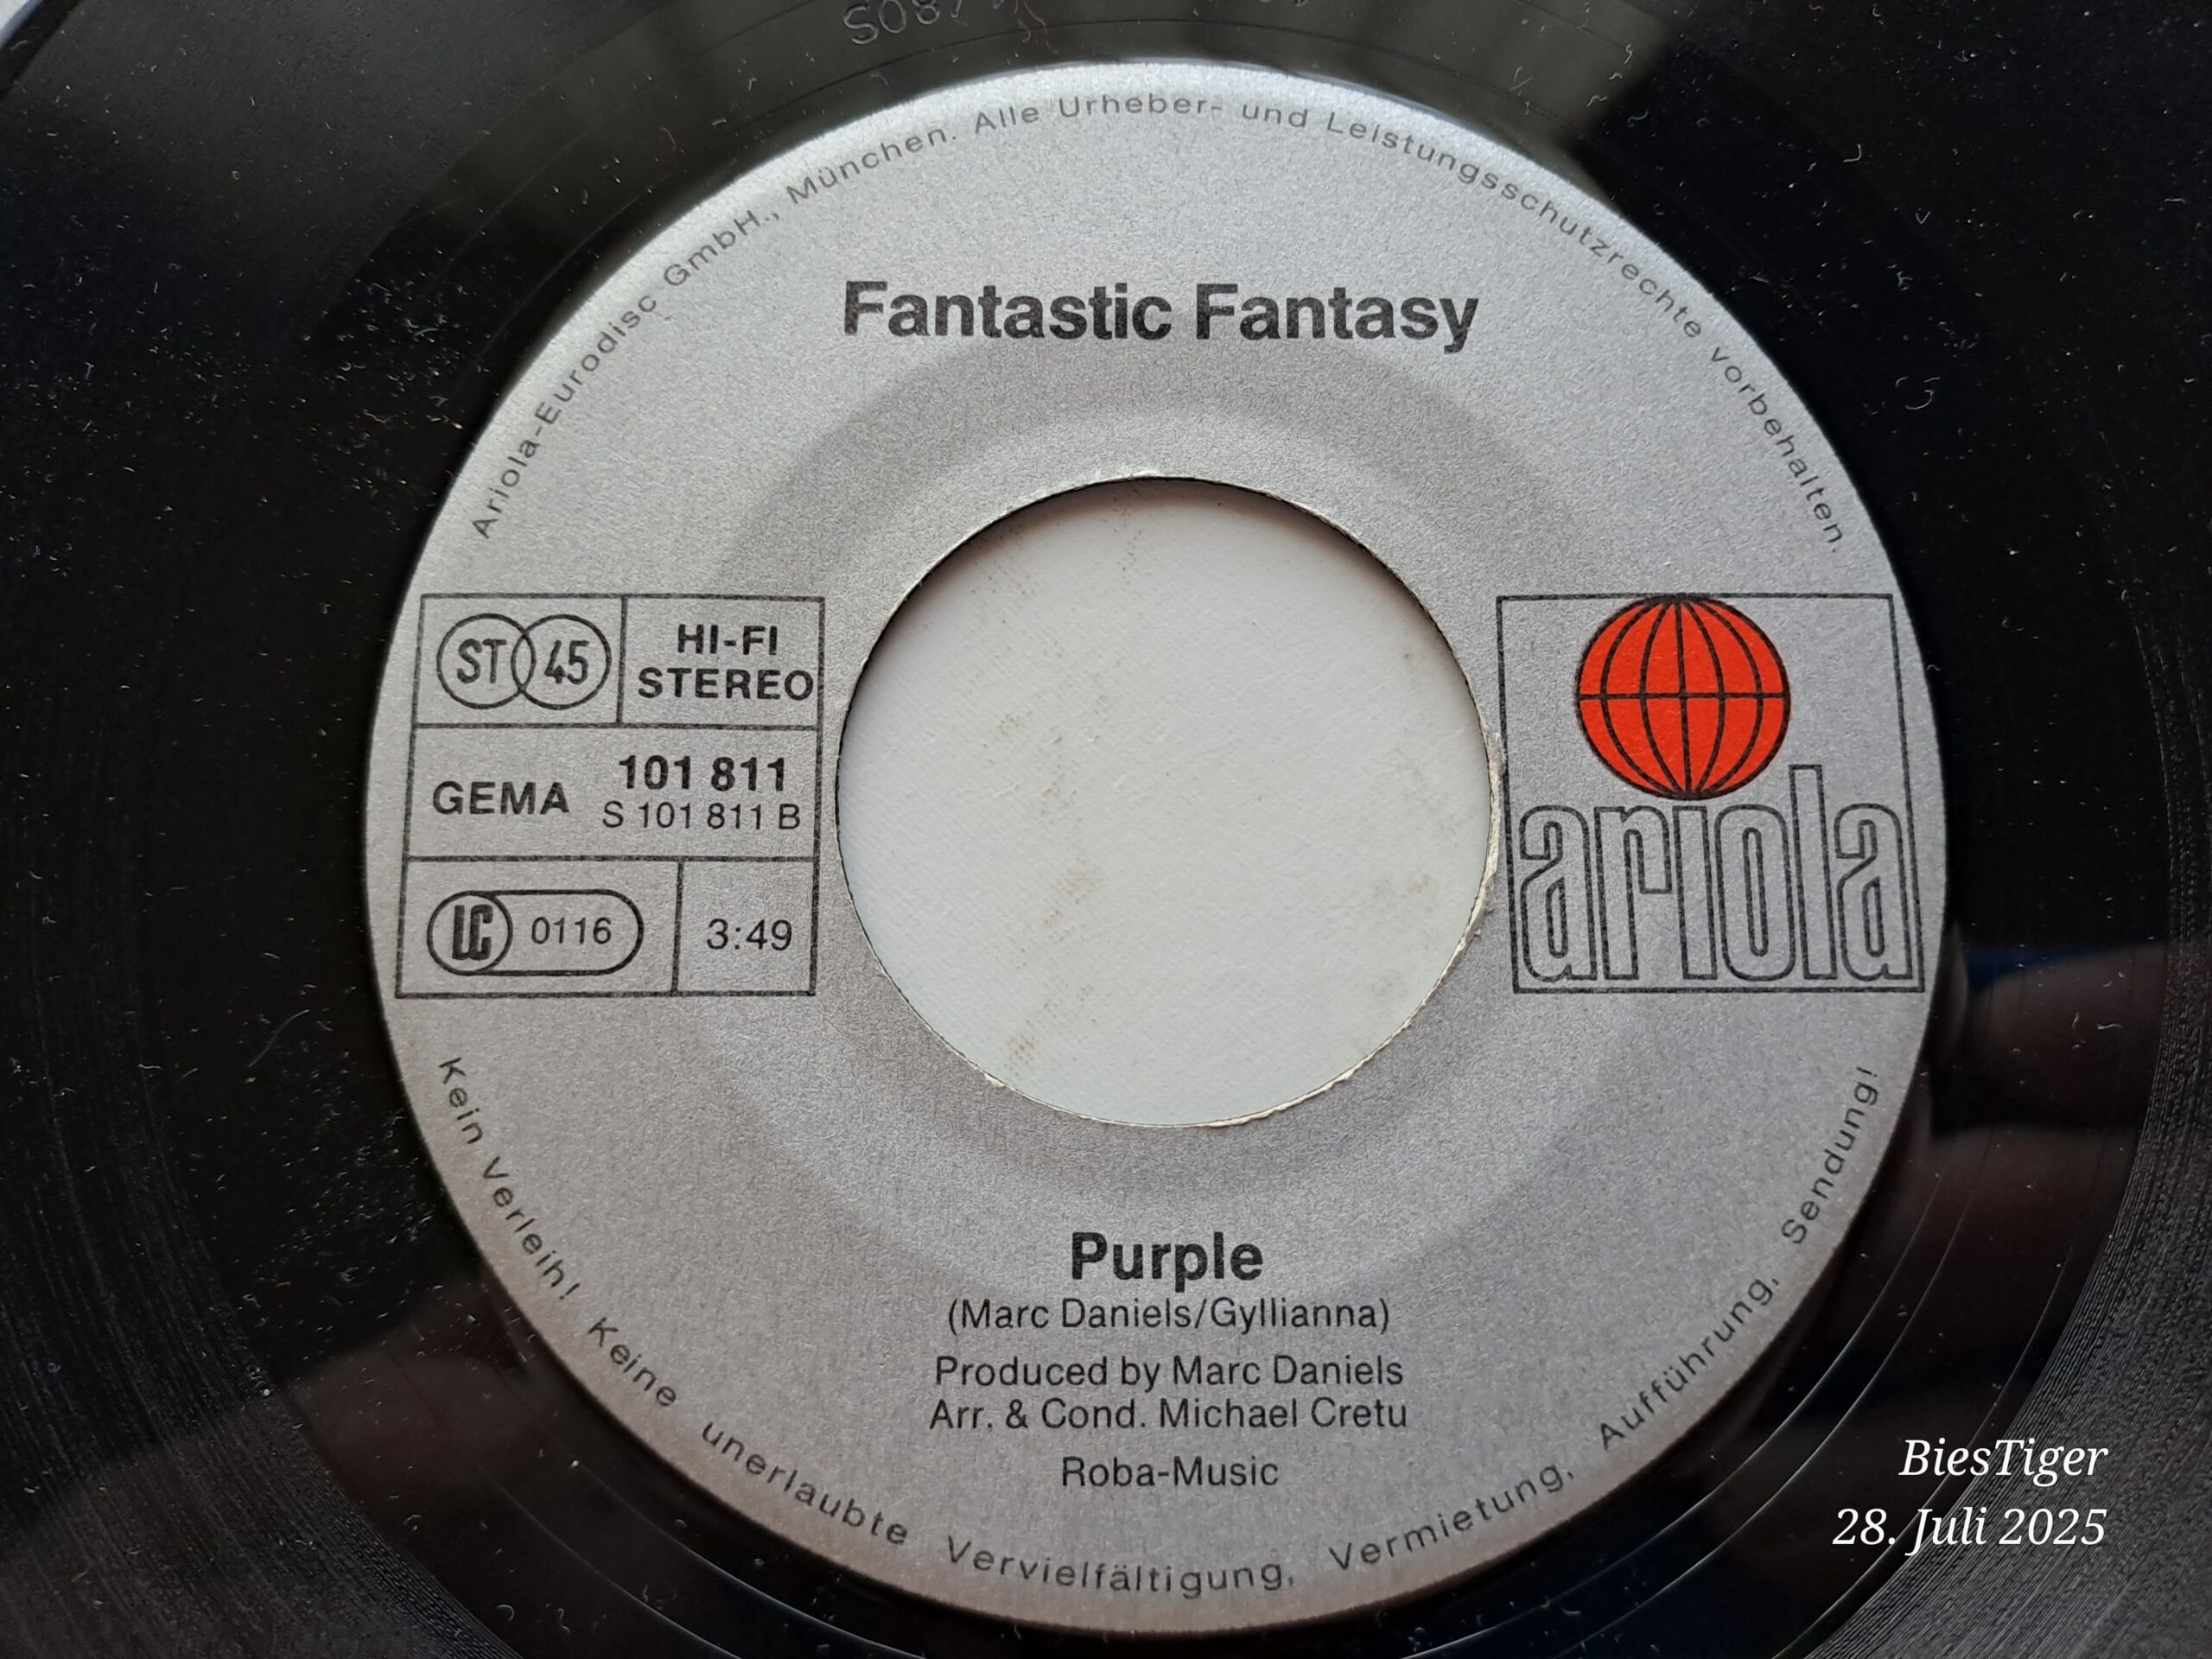 Ariola-Eurodisc GmbH., München. Alle Urheber- und Leistungsschutzrechte vorbehalten.
Fantastic Fantasy
ST 45
HI-FI
STEREO
GEMA
101 811
S 101 811 B
LC 0116
3:49
ariola
Purple
(Marc Daniels/Gyllianna)
Produced by Marc Daniels
Arr. & Cond. Michael Cretu
Roba-Music
Kein Verleih! Keine unerlaubte Vervielfältigung, Vermietung, Aufführung, Sendung!
BiesTiger
28. Juli 2025